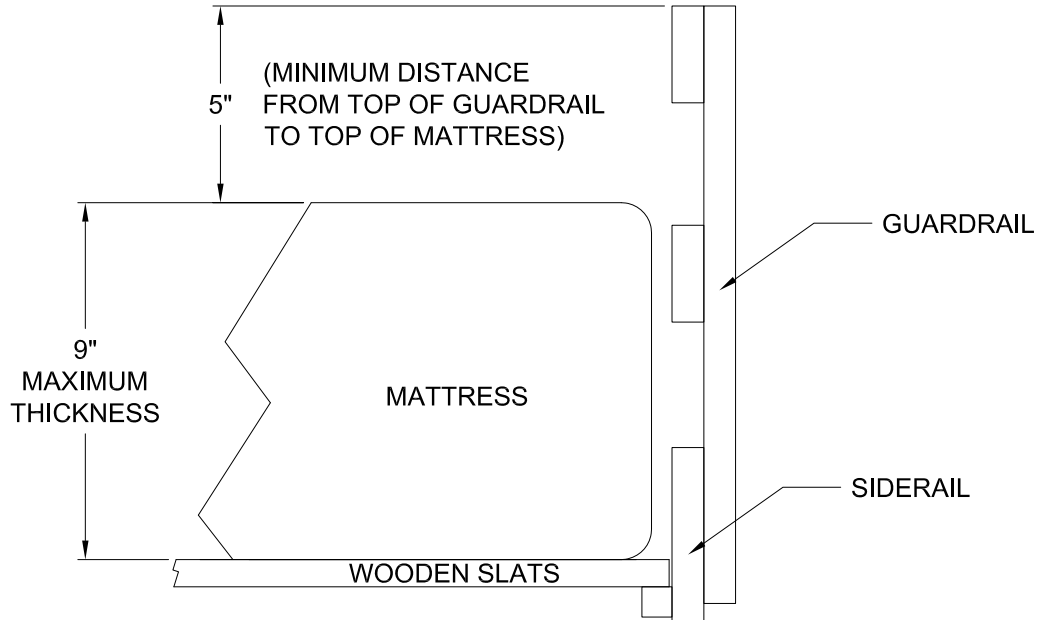 5"
(MINIMUM DISTANCE
FROM TOP OF GUARDRAIL
TO TOP OF MATTRESS)
GUARDRAIL
9"
MAXIMUM
THICKNESS
MATTRESS
SIDERAIL
WOODEN SLATS